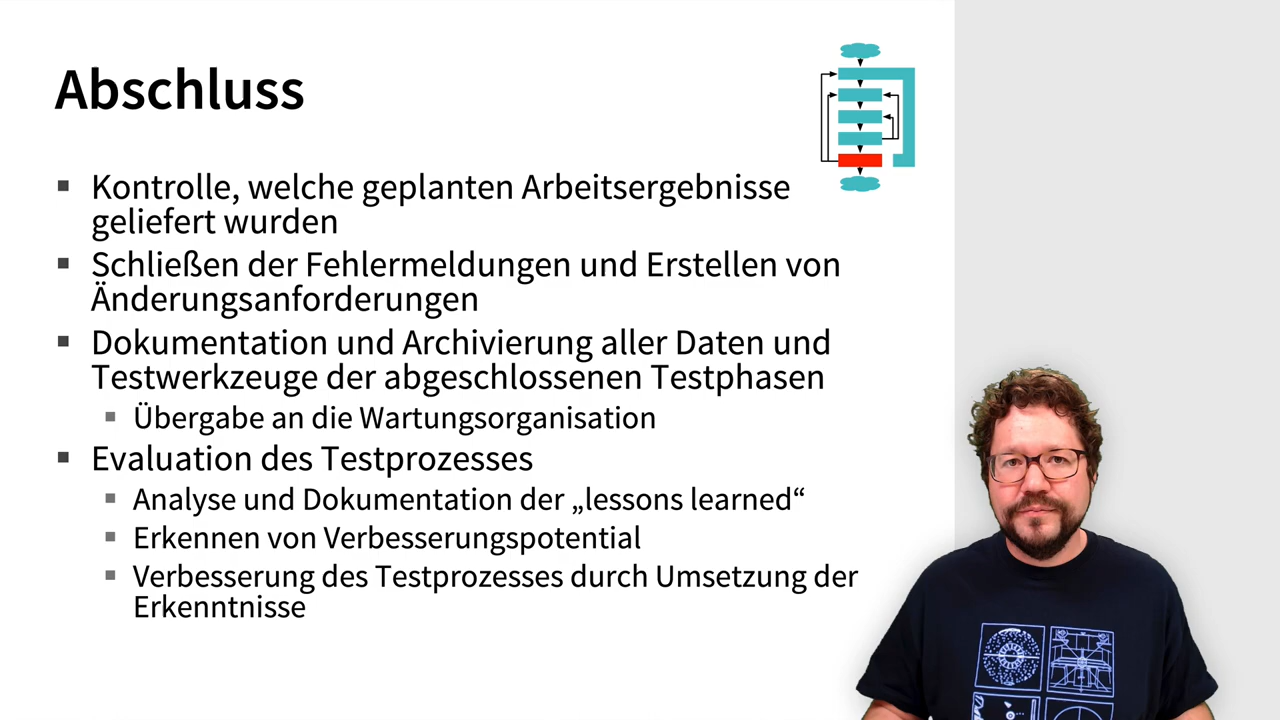 Abschluss
▪ Kontrolle, welche geplanten Arbeitsergebnisse
geliefert wurden
▪ Schließen der Fehlermeldungen und Erstellen von
Änderungsanforderungen
▪ Dokumentation und Archivierung aller Daten und
Testwerkzeuge der abgeschlossenen Testphasen
▪ Übergabe an die Wartungsorganisation
▪ Evaluation des Testprozesses
▪ Analyse und Dokumentation der „lessons learned“
▪ Erkennen von Verbesserungspotential
▪ Verbesserung des Testprozesses durch Umsetzung der
Erkenntnisse